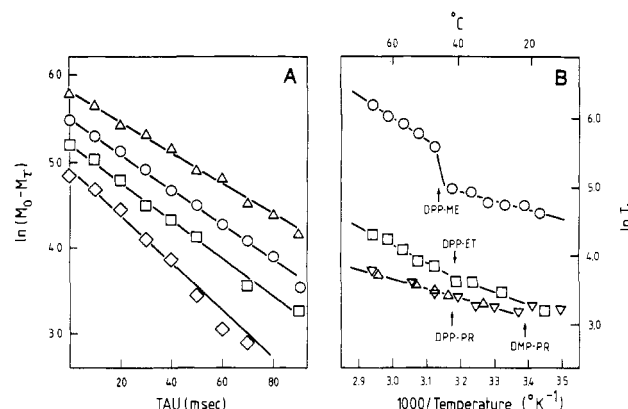 A
ln (M₀-Mτ)
6.0
5.0
4.0
3.0
20
40
60
80
TAU (msec)
°C
60
40
20
B
DPP-ME
DPP-ET
DPP-PR
DMP-PR
7.0
6.0
5.0
4.0
3.0
2.9
3.0
3.1
3.2
3.3
3.4
3.5
1000/Temperature (°K⁻¹)